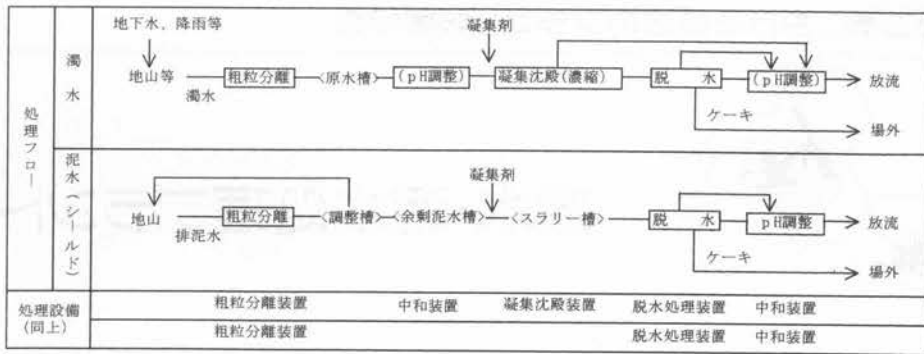 処理フロー
濁水
地下水、降雨等
凝集剤
地山等
濁水
粗粒分離
<原水槽>
(pH調整)
凝集沈殿(濃縮)
脱水
(pH調整)
放流
ケーキ
場外
泥水(シールド)
凝集剤
地山
排泥水
粗粒分離
<調整槽>
<余剰泥水槽>
<スラリー槽>
脱水
pH調整
放流
ケーキ
場外
処理設備
(同上)
粗粒分離装置 中和装置 凝集沈殿装置 脱水処理装置 中和装置
粗粒分離装置 脱水処理装置 中和装置